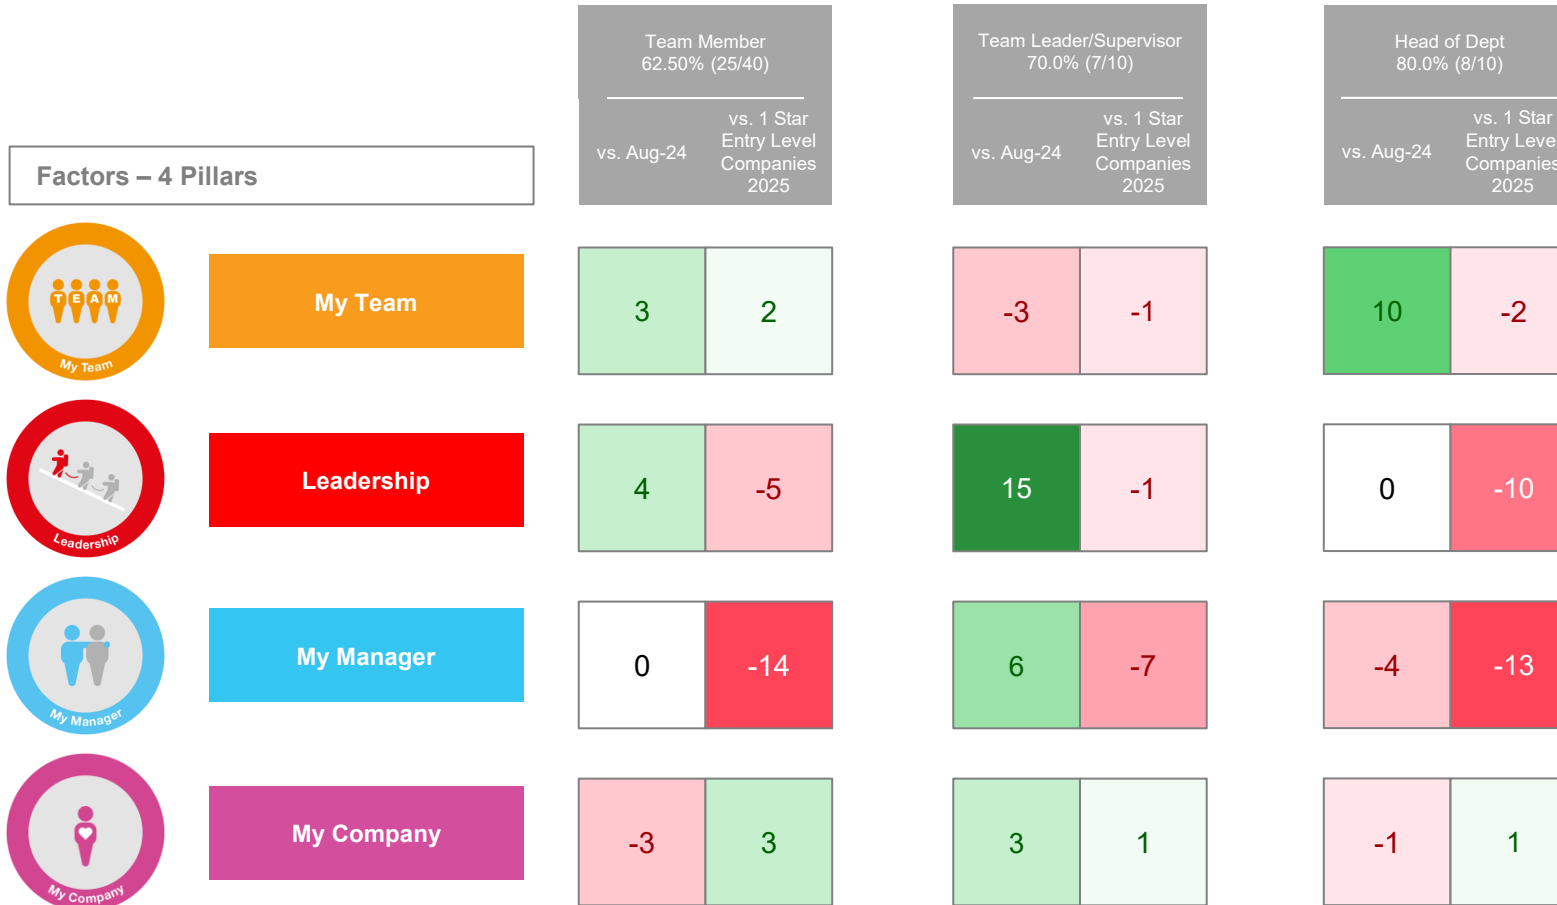 Team Member
62.50% (25/40)
Team Leader/Supervisor
70.0% (7/10)
Head of Dept
80.0% (8/10)
vs. Aug-24
vs. 1 Star
Entry Level
Companies
2025
vs. Aug-24
vs. 1 Star
Entry Level
Companies
2025
vs. Aug-24
vs. 1 Star
Entry Level
Companies
2025
Factors – 4 Pillars
TEAM
My Team
My Team
3
2
-3
-1
10
-2
Leadership
Leadership
4
-5
15
-1
0
-10
My Manager
My Manager
0
-14
6
-7
-4
-13
My Company
My Company
-3
3
3
1
-1
1